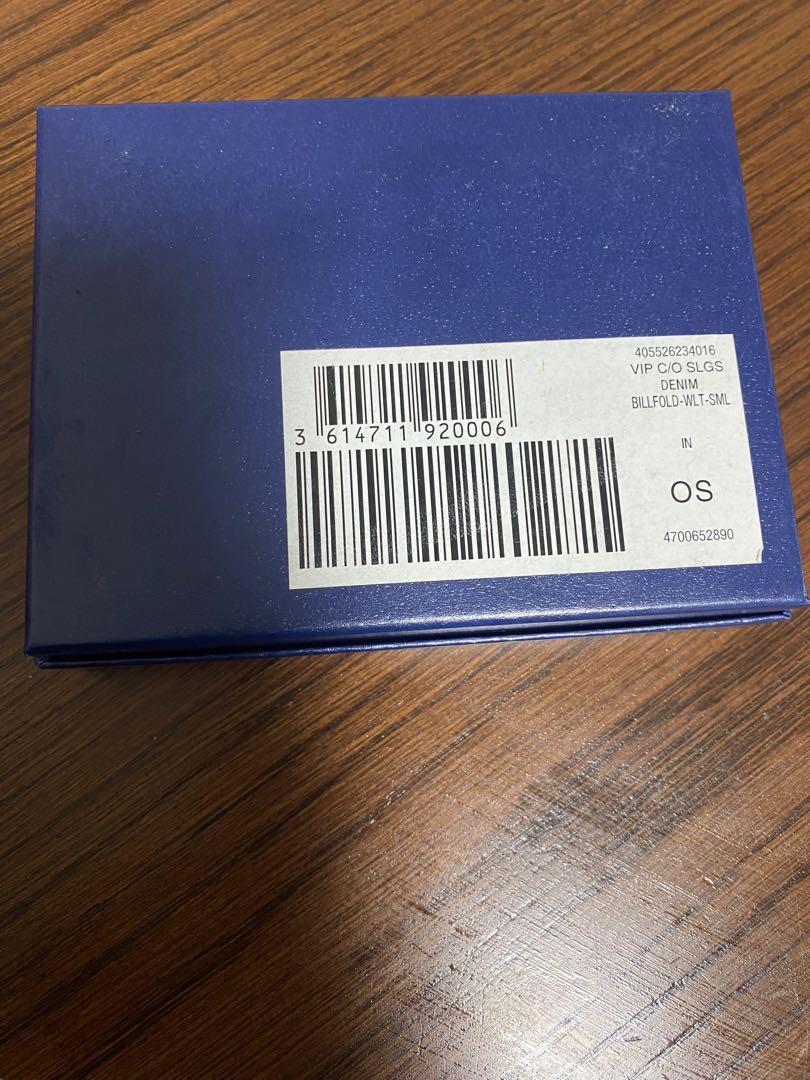 405526234016
VIP C/O SLGS
DENIM
BILLFOLD-WLT-SML
3 614711 920006
IN
OS
4700652890